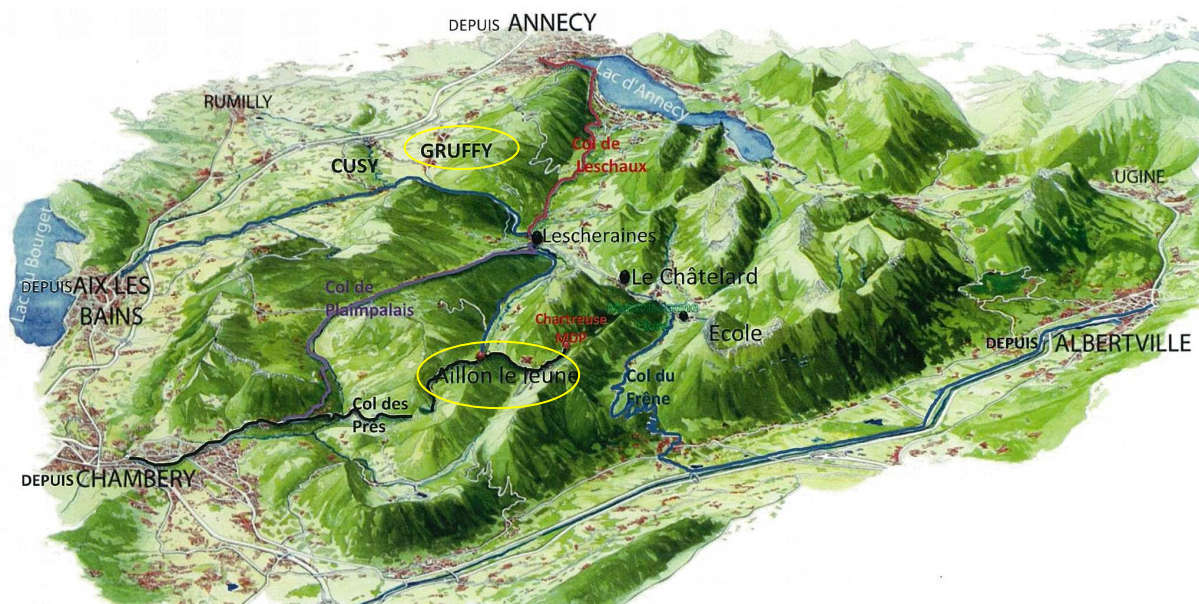 DEPUIS ANNECY
RUMILLY
Lac d'Annecy
GRUFFY
CUSY
Col de
Leschaux
UGINE
Lac du Bourget
Lescheraines
DEPUIS AIX LES
BAINS
Le Châtelard
Col de
Plaimpalais
Chartreuse
MDP
Ecole
DEPUIS ALBERTVILLE
Aillon le jeune
Col du
Frêne
Col des
Prés
DEPUIS CHAMBERY